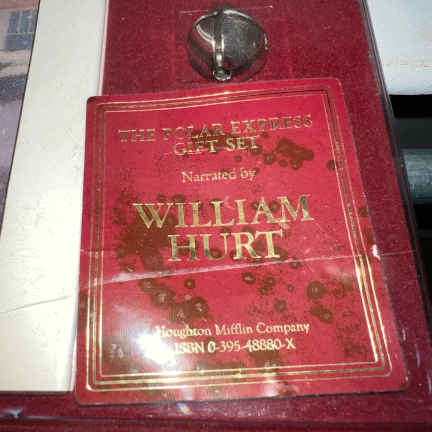 THE POLAR EXPRESS
GIFT SET
Narrated by
WILLIAM
HURT
Houghton Mifflin Company
ISBN 0-395-48880-X